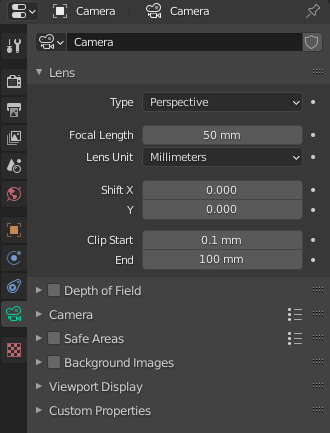 Camera Camera
Camera
Lens
Type Perspective
Focal Length 50 mm
Lens Unit Millimeters
Shift X 0.000
Y 0.000
Clip Start 0.1 mm
End 100 mm
Depth of Field
Camera
Safe Areas
Background Images
Viewport Display
Custom Properties